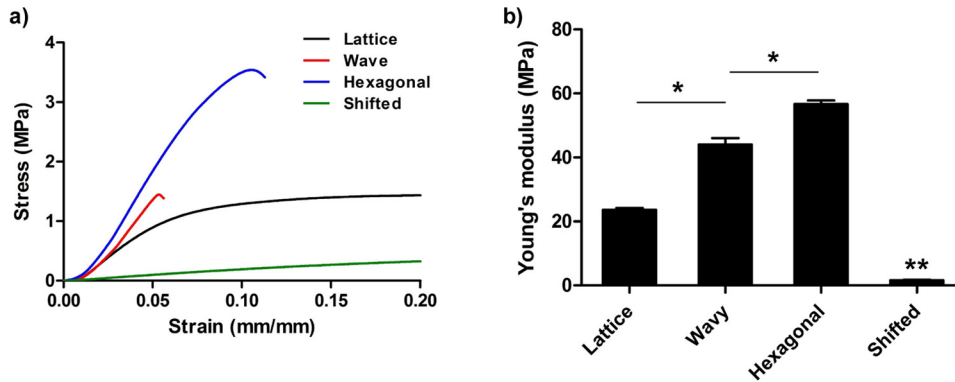 a)
Stress (MPa)
4
3
2
1
0
0.00
0.05
0.10
0.15
0.20
Strain (mm/mm)
Lattice
Wave
Hexagonal
Shifted
b)
Young's modulus (MPa)
80
60
40
20
0
*
*
**
Lattice
Wavy
Hexagonal
Shifted